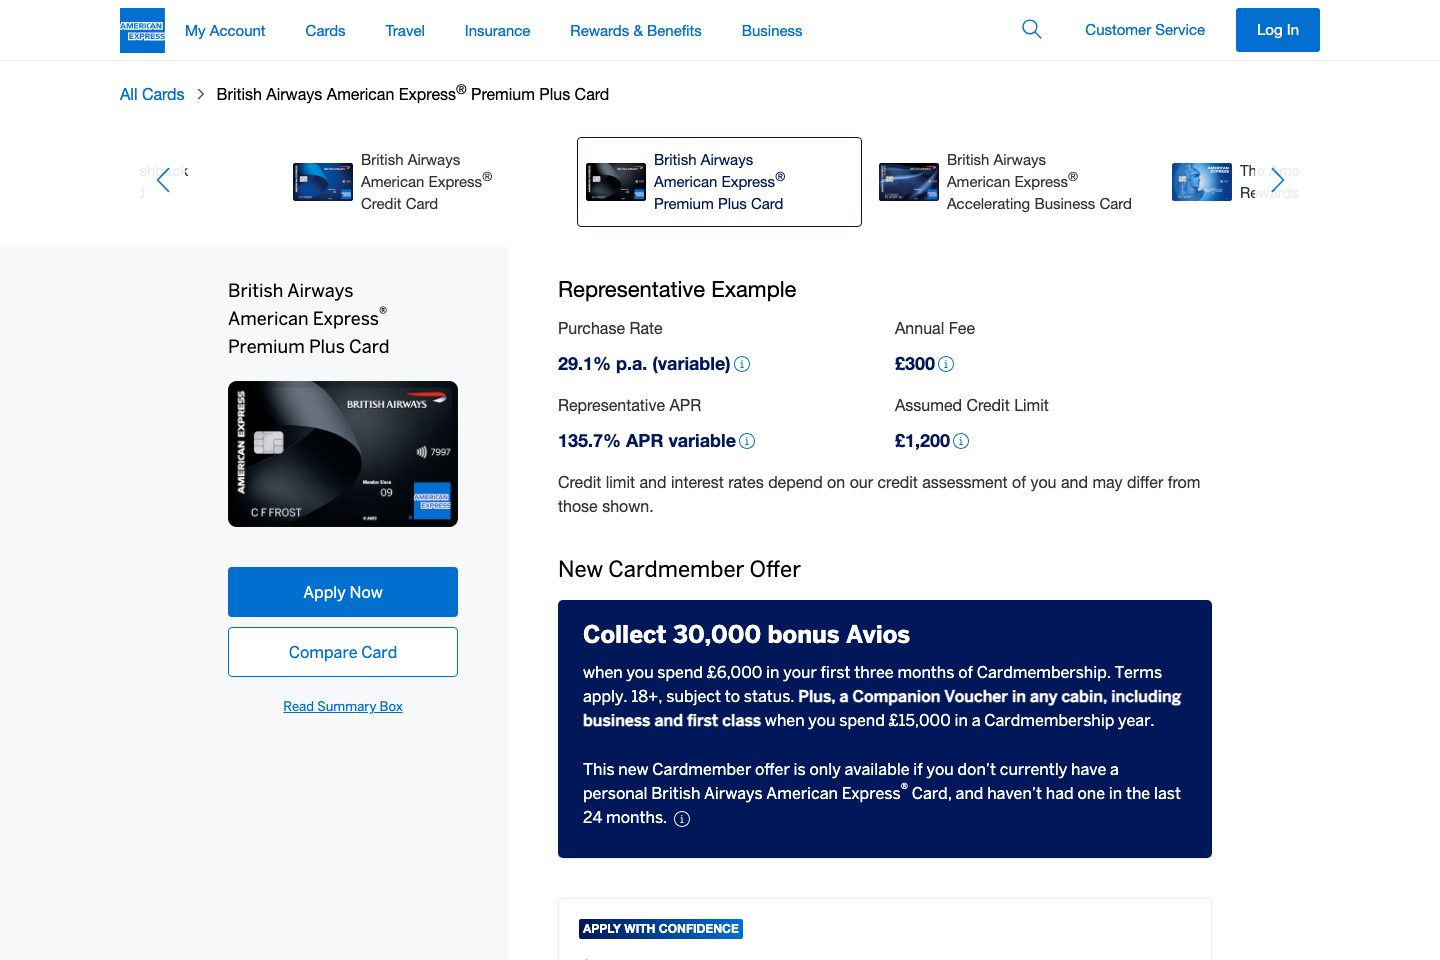 AMERICAN
EXPRESS
My Account
Cards
Travel
Insurance
Rewards & Benefits
Business
Customer Service
Log In
All Cards > British Airways American Express® Premium Plus Card
British Airways
American Express®
Credit Card
British Airways
American Express®
Premium Plus Card
British Airways
American Express®
Accelerating Business Card
British Airways
American Express®
Premium Plus Card
AMERICAN EXPRESS
BRITISH AIRWAYS
7997
Member Since
09
C F FROST
© AMEX
AMERICAN
EXPRESS
Apply Now
Compare Card
Read Summary Box
Representative Example
Purchase Rate
29.1% p.a. (variable)
Annual Fee
£300
Representative APR
135.7% APR variable
Assumed Credit Limit
£1,200
Credit limit and interest rates depend on our credit assessment of you and may differ from
those shown.
New Cardmember Offer
Collect 30,000 bonus Avios
when you spend £6,000 in your first three months of Cardmembership. Terms
apply. 18+, subject to status. Plus, a Companion Voucher in any cabin, including
business and first class when you spend £15,000 in a Cardmembership year.
This new Cardmember offer is only available if you don't currently have a
personal British Airways American Express® Card, and haven't had one in the last
24 months.
APPLY WITH CONFIDENCE